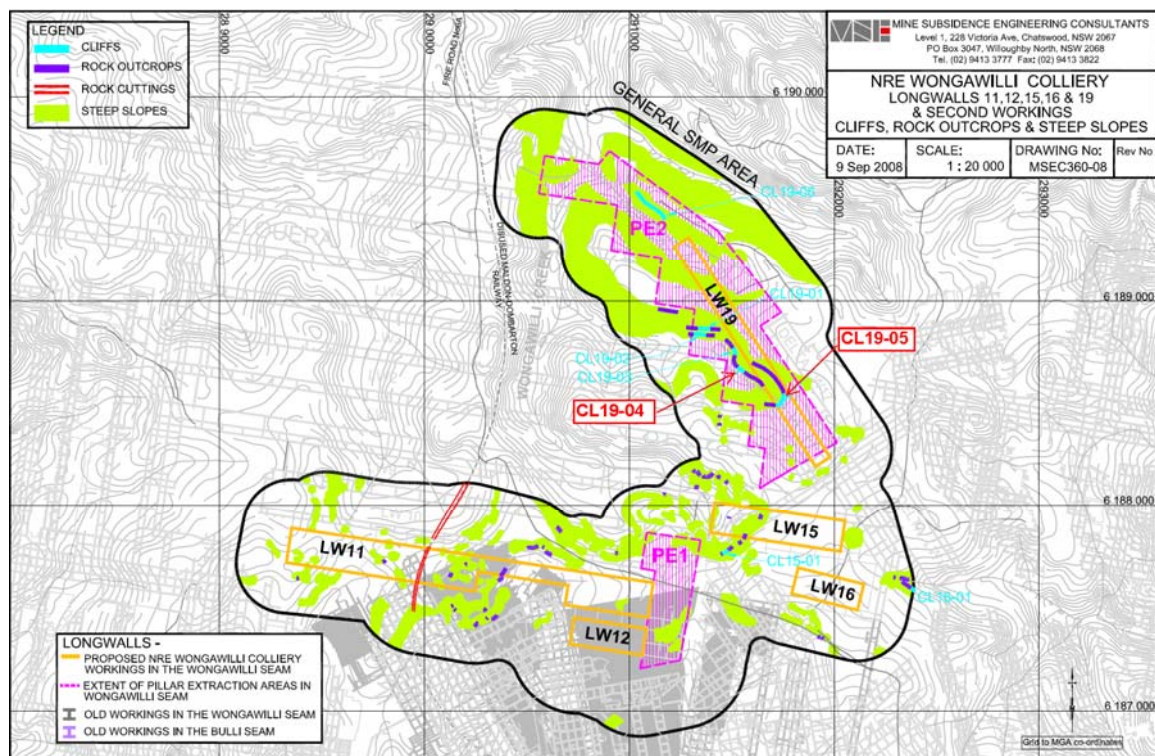 LEGEND
CLIFFS
ROCK OUTCROPS
ROCK CUTTINGS
STEEP SLOPES
289000
290000
291000
292000
293000
FIRE ROAD No6A
MINE SUBSIDENCE ENGINEERING CONSULTANTS
Level 1, 228 Victoria Ave, Chatswood, NSW 2067
PO Box 3047, Willoughby North, NSW 2068
Tel. (02) 9413 3777 Fax: (02) 9413 3822
NRE WONGAWILLI COLLIERY
LONGWALLS 11,12,15,16 & 19
& SECOND WORKINGS
CLIFFS, ROCK OUTCROPS & STEEP SLOPES
DATE:
9 Sep 2008
SCALE:
1 : 20 000
DRAWING No:
MSEC360-08
Rev No
6 190 000
GENERAL SMP AREA
CL19-06
PE2
DISUSED MALDON-DOMBARTON
RAILWAY
WONGAWILLI CREEK
LW19
CL19-01
6 189 000
CL19-02
CL19-03
CL19-05
CL19-04
6 188 000
LW15
LW11
PE1
CL15-01
LW16
CL16-01
LW12
6 187 000
LONGWALLS -
PROPOSED NRE WONGAWILLI COLLIERY
WORKINGS IN THE WONGAWILLI SEAM
EXTENT OF PILLAR EXTRACTION AREAS IN
WONGAWILLI SEAM
OLD WORKINGS IN THE WONGAWILLI SEAM
OLD WORKINGS IN THE BULLI SEAM
Grid to MGA co-ordinates